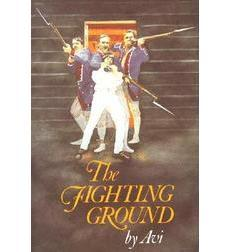 The
FIGHTING
GROUND
by Avi